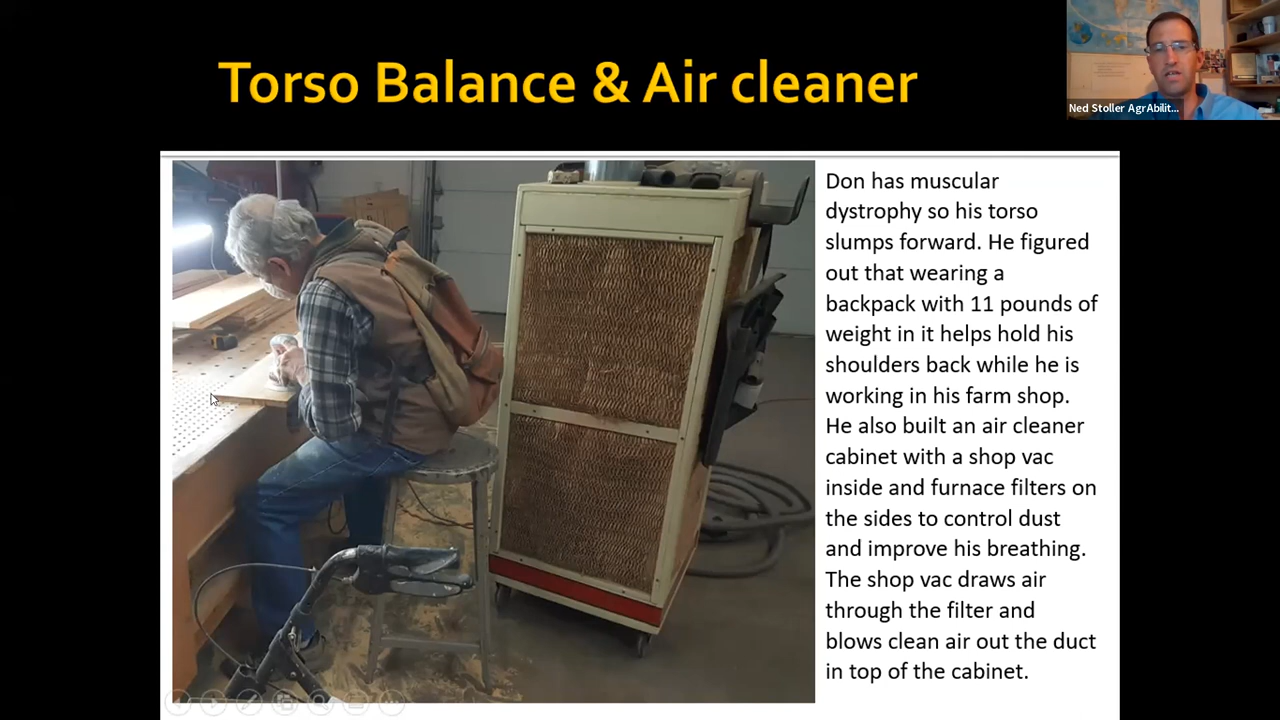 Torso Balance & Air cleaner
Ned Stoller AgrAbilit...
Don has muscular
dystrophy so his torso
slumps forward. He figured
out that wearing a
backpack with 11 pounds of
weight in it helps hold his
shoulders back while he is
working in his farm shop.
He also built an air cleaner
cabinet with a shop vac
inside and furnace filters on
the sides to control dust
and improve his breathing.
The shop vac draws air
through the filter and
blows clean air out the duct
in top of the cabinet.